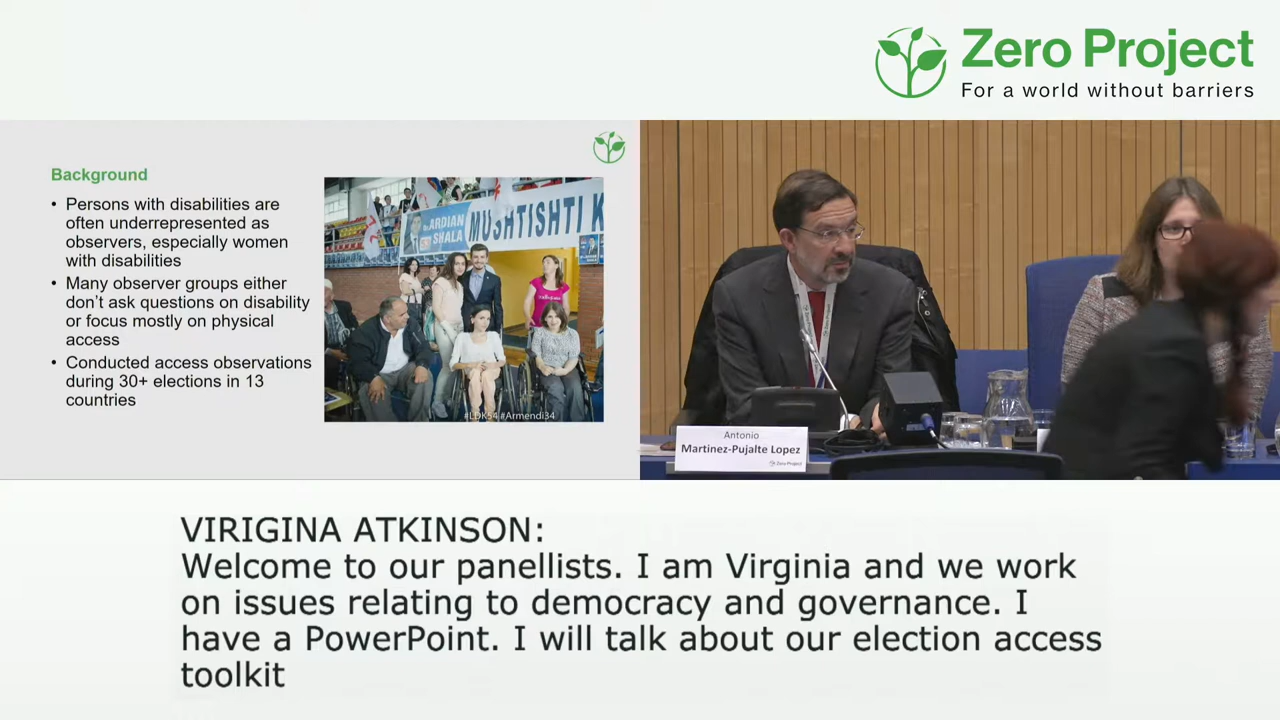 Zero Project
For a world without barriers
Background
• Persons with disabilities are
often underrepresented as
observers, especially women
with disabilities
• Many observer groups either
don't ask questions on disability
or focus mostly on physical
access
• Conducted access observations
during 30+ elections in 13
countries
ARDIAN
SHALA
MUSHTISHTI K
#LDK54 #Armendi34
Antonio
Martinez-Pujalte Lopez
Zero Project
VIRIGINA ATKINSON:
Welcome to our panellists. I am Virginia and we work
on issues relating to democracy and governance. I
have a PowerPoint. I will talk about our election access
toolkit